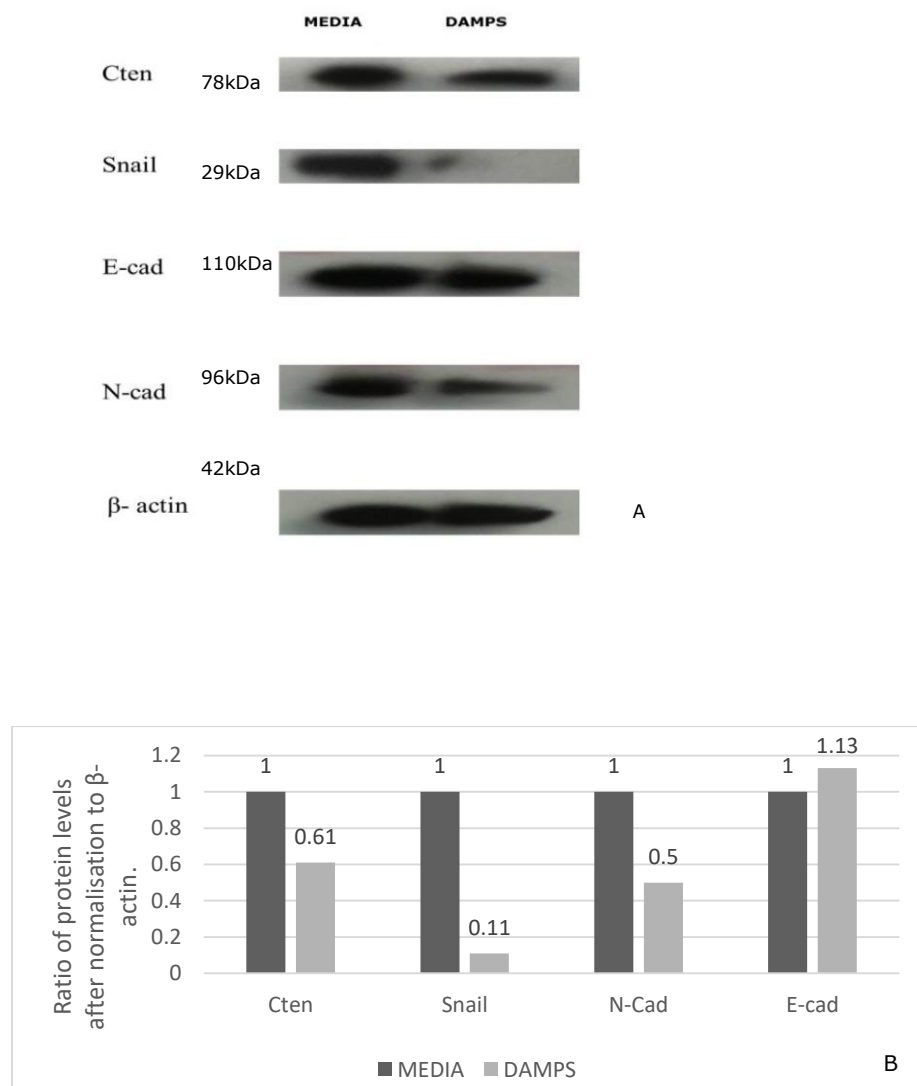 MEDIA DAMPS
Cten 78kDa
Snail 29kDa
E-cad 110kDa
N-cad 96kDa
42kDa
β- actin
A
Ratio of protein levels
after normalisation to β-
actin.
1.2
1
0.8
0.6
0.4
0.2
0
1 0.61
1 0.11
1 0.5
1 1.13
Cten Snail N-Cad E-cad
MEDIA DAMPS
B